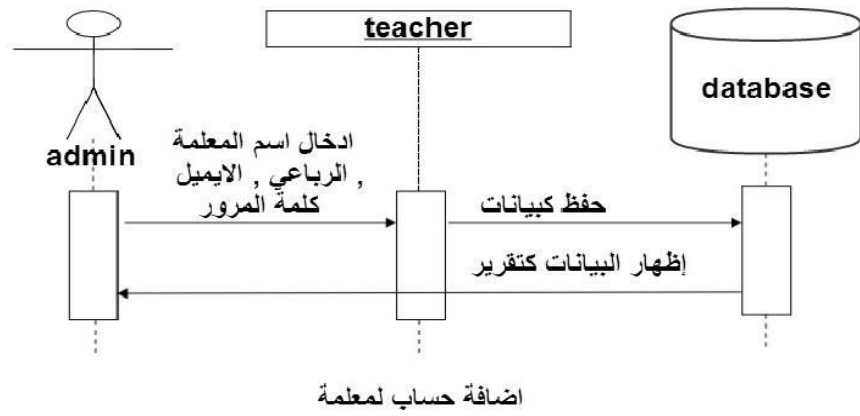 teacher
database
admin
ادخال اسم المعلمة
الرباعي , الايميل ,
كلمة المرور
حفظ كبيانات
إظهار البيانات كتقرير
اضافة حساب لمعلمة